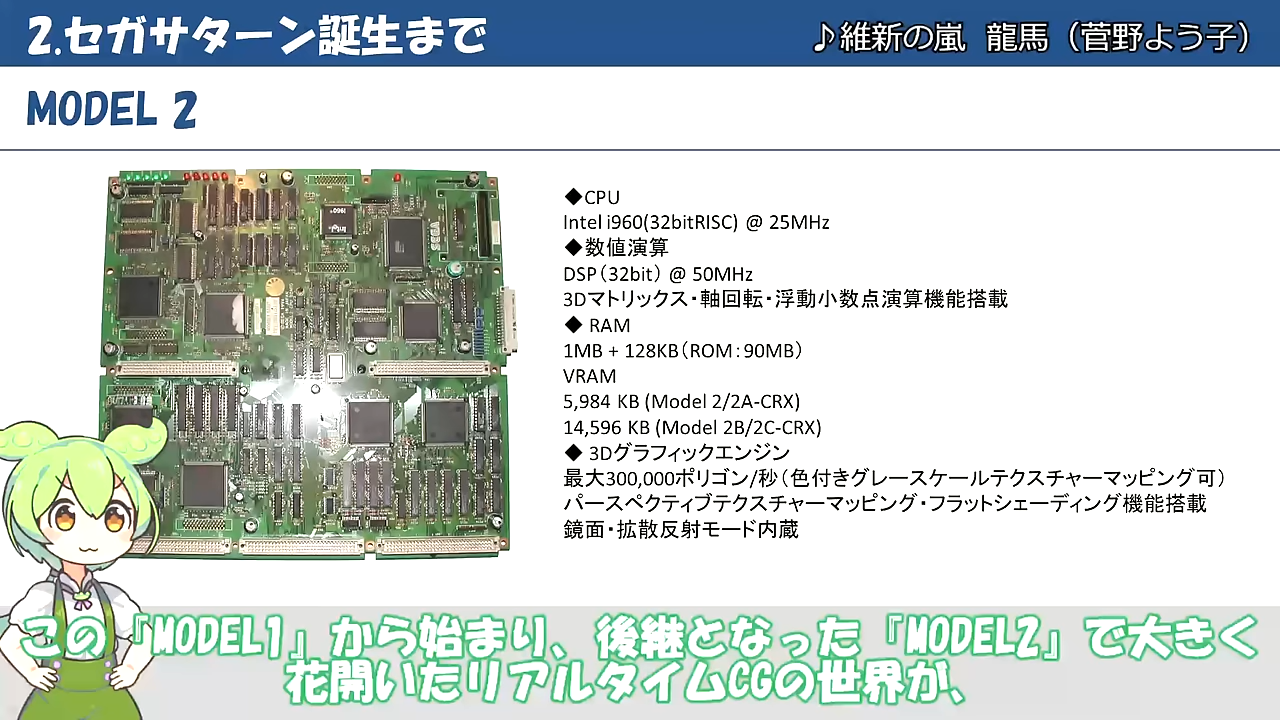 2.セガサターン誕生まで
♪維新の嵐 龍馬（菅野よう子）
MODEL 2
◆CPU
Intel i960(32bitRISC) @ 25MHz
◆数値演算
DSP（32bit） @ 50MHz
3Dマトリックス・軸回転・浮動小数点演算機能搭載
◆ RAM
1MB + 128KB（ROM：90MB）
VRAM
5,984 KB (Model 2/2A-CRX)
14,596 KB (Model 2B/2C-CRX)
◆ 3Dグラフィックエンジン
最大300,000ポリゴン/秒（色付きグレースケールテクスチャーマッピング可）
パースペクティブテクスチャーマッピング・フラットシェーディング機能搭載
鏡面・拡散反射モード内蔵
i960
intel
SEGA
この『MODEL1』から始まり、後継となった『MODEL2』で大きく
花開いたリアルタイムCGの世界が、